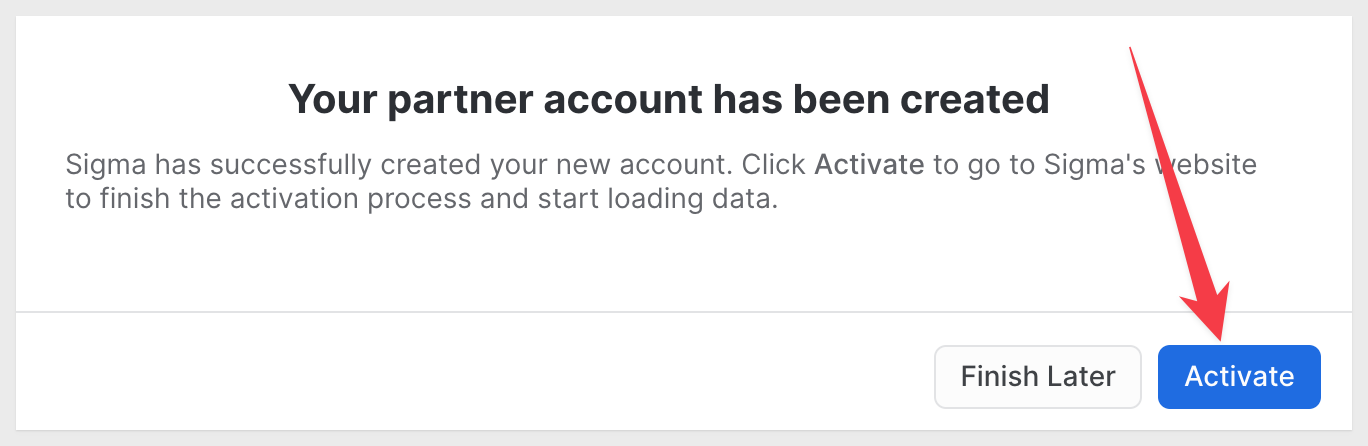 Your partner account has been created
Sigma has successfully created your new account. Click Activate to go to Sigma's website
to finish the activation process and start loading data.
Finish Later
Activate